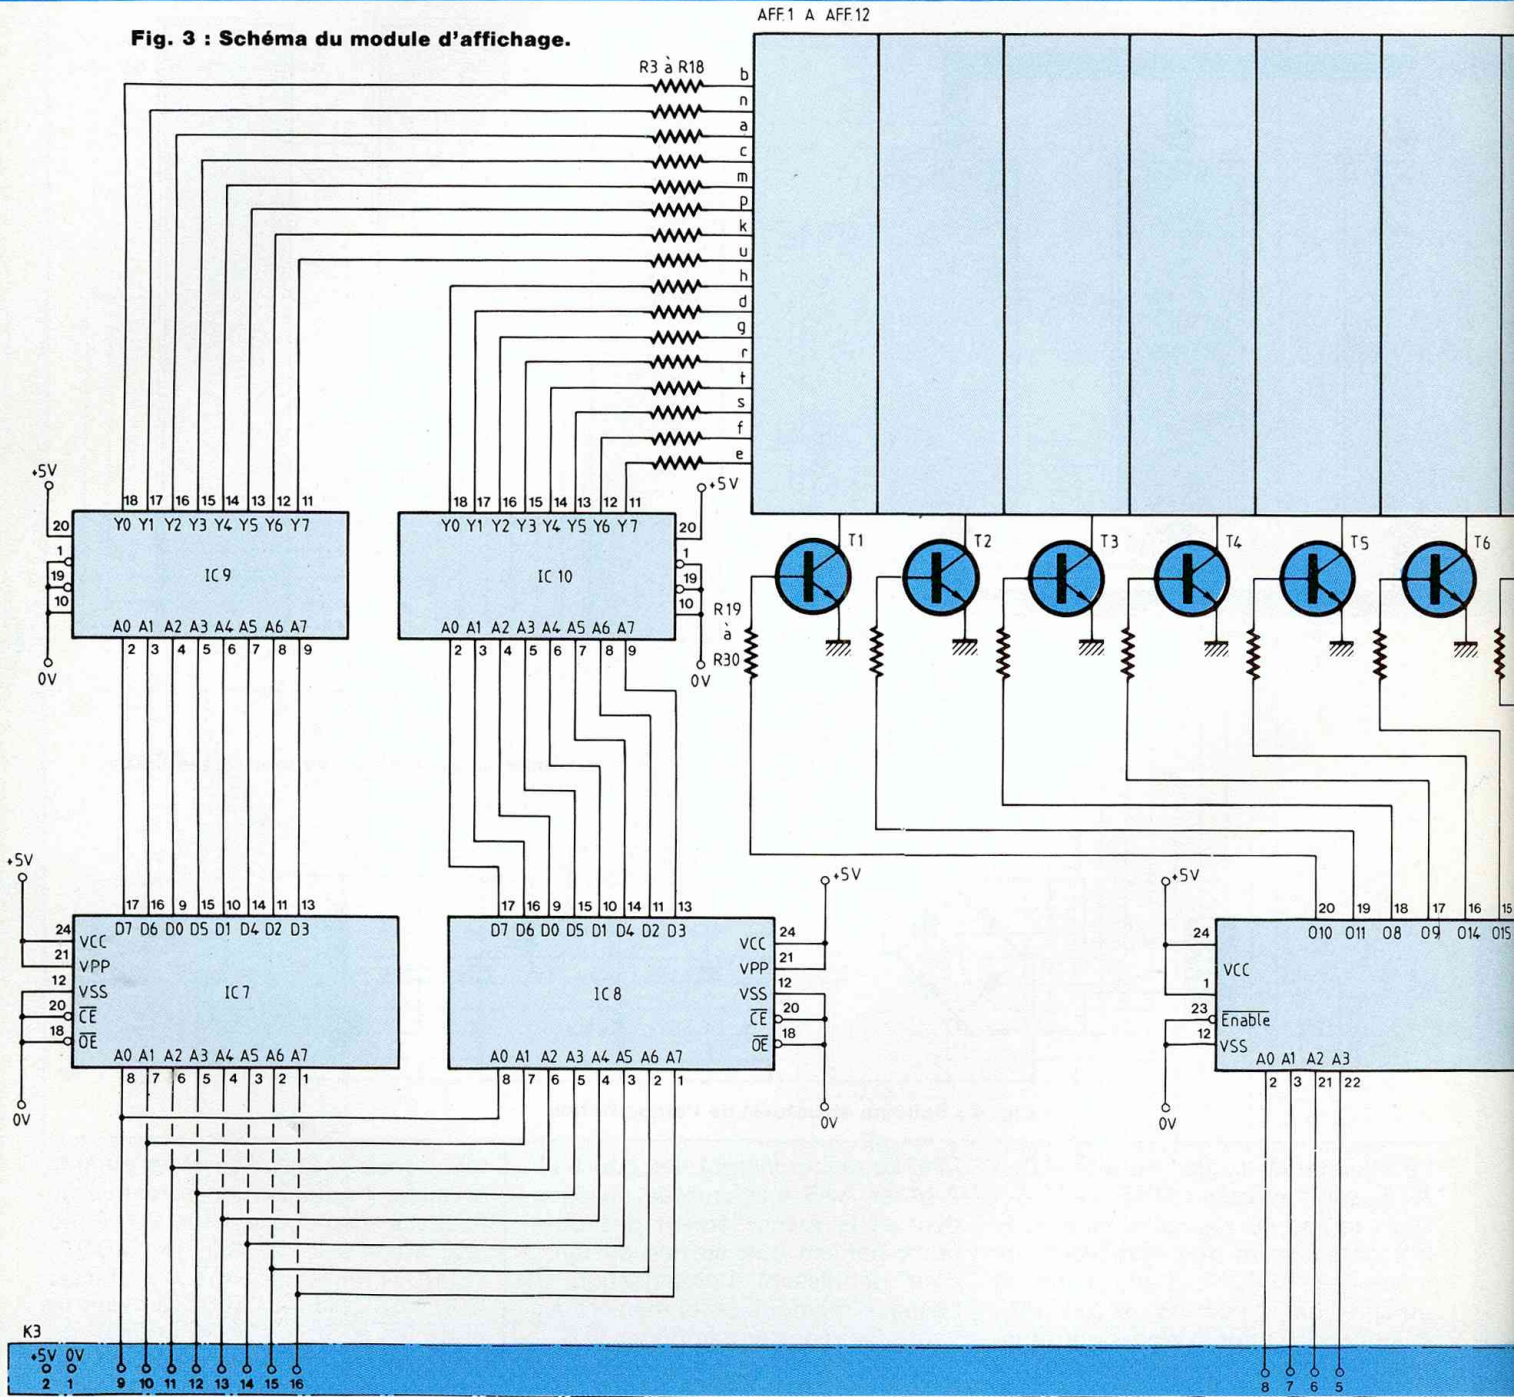 AFF.1 A AFF.12
Fig. 3 : Schéma du module d'affichage.
R3 à R18
b
n
a
c
m
p
k
u
h
d
g
r
t
s
f
e
+5V
18 17 16 15 14 13 12 11
Y0 Y1 Y2 Y3 Y4 Y5 Y6 Y7
20
1
19
10
IC 9
A0 A1 A2 A3 A4 A5 A6 A7
2 3 4 5 6 7 8 9
0V
+5V
18 17 16 15 14 13 12 11
Y0 Y1 Y2 Y3 Y4 Y5 Y6 Y7
20
1
19
10
IC 10
A0 A1 A2 A3 A4 A5 A6 A7
2 3 4 5 6 7 8 9
0V
T1 T2 T3 T4 T5 T6
R19
à
R30
+5V
17 16 9 15 10 14 11 13
D7 D6 D0 D5 D1 D4 D2 D3
24 VCC
21 VPP
12 VSS
20 CE
18 OE
IC 7
A0 A1 A2 A3 A4 A5 A6 A7
8 7 6 5 4 3 2 1
0V
+5V
17 16 9 15 10 14 11 13
D7 D6 D0 D5 D1 D4 D2 D3
VCC 24
VPP 21
VSS 12
CE 20
OE 18
IC 8
A0 A1 A2 A3 A4 A5 A6 A7
8 7 6 5 4 3 2 1
0V
+5V
20 19 18 17 16 15
O10 O11 O8 O9 O14 O15
24
VCC
1
23 Enable
12 VSS
A0 A1 A2 A3
2 3 21 22
0V
K3
+5V 0V
2 1 9 10 11 12 13 14 15 16
8 7 6 5